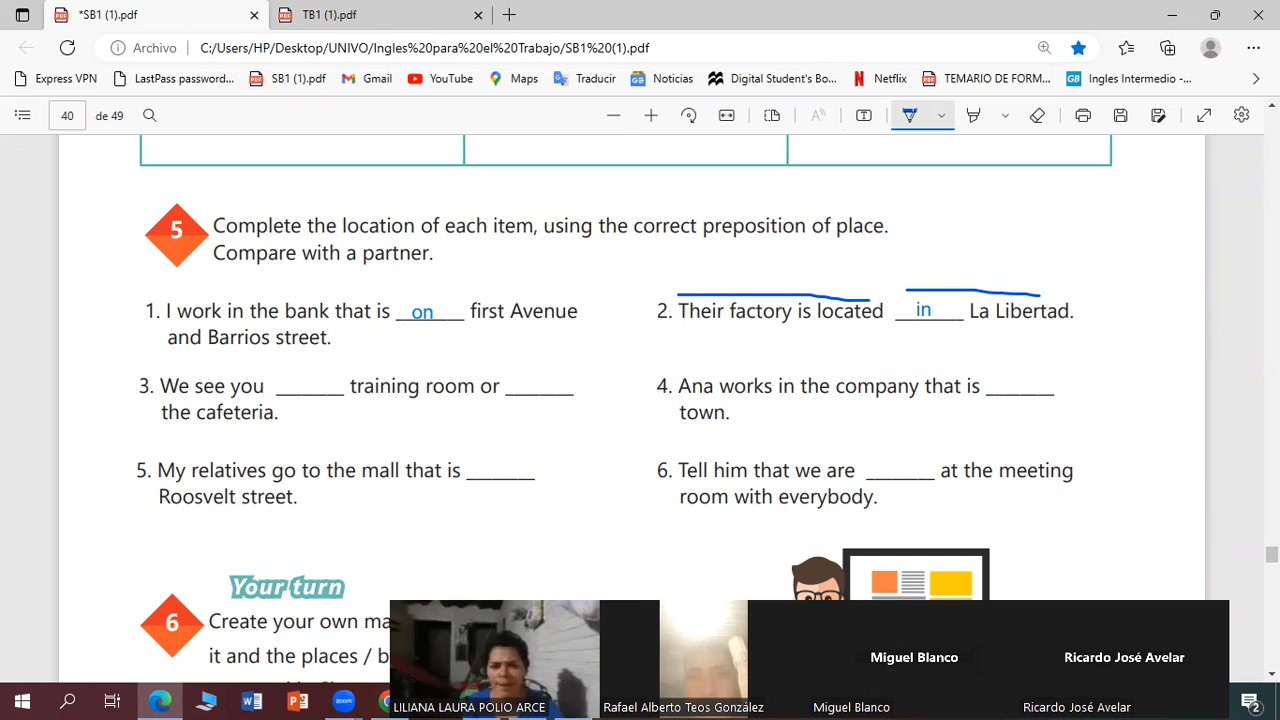 *SB1 (1).pdf
TB1 (1).pdf
Archivo
C:/Users/HP/Desktop/UNIVO/Ingles%20para%20el%20Trabajo/SB1%20(1).pdf
Express VPN
LastPass password...
SB1 (1).pdf
Gmail
YouTube
Maps
Traducir
Noticias
Digital Student's Bo...
Netflix
TEMARIO DE FORM...
Ingles Intermedio -...
40 de 49
5
Complete the location of each item, using the correct preposition of place.
Compare with a partner.
1. I work in the bank that is on first Avenue
and Barrios street.
2. Their factory is located in La Libertad.
3. We see you ________ training room or ________
the cafeteria.
4. Ana works in the company that is ________
town.
5. My relatives go to the mall that is ________
Roosvelt street.
6. Tell him that we are ________ at the meeting
room with everybody.
Your turn
6
Create your own ma
it and the places / b
LILIANA LAURA POLIO ARCE
Rafael Alberto Teos González
Miguel Blanco
Miguel Blanco
Ricardo José Avelar
Ricardo José Avelar
zoom
2